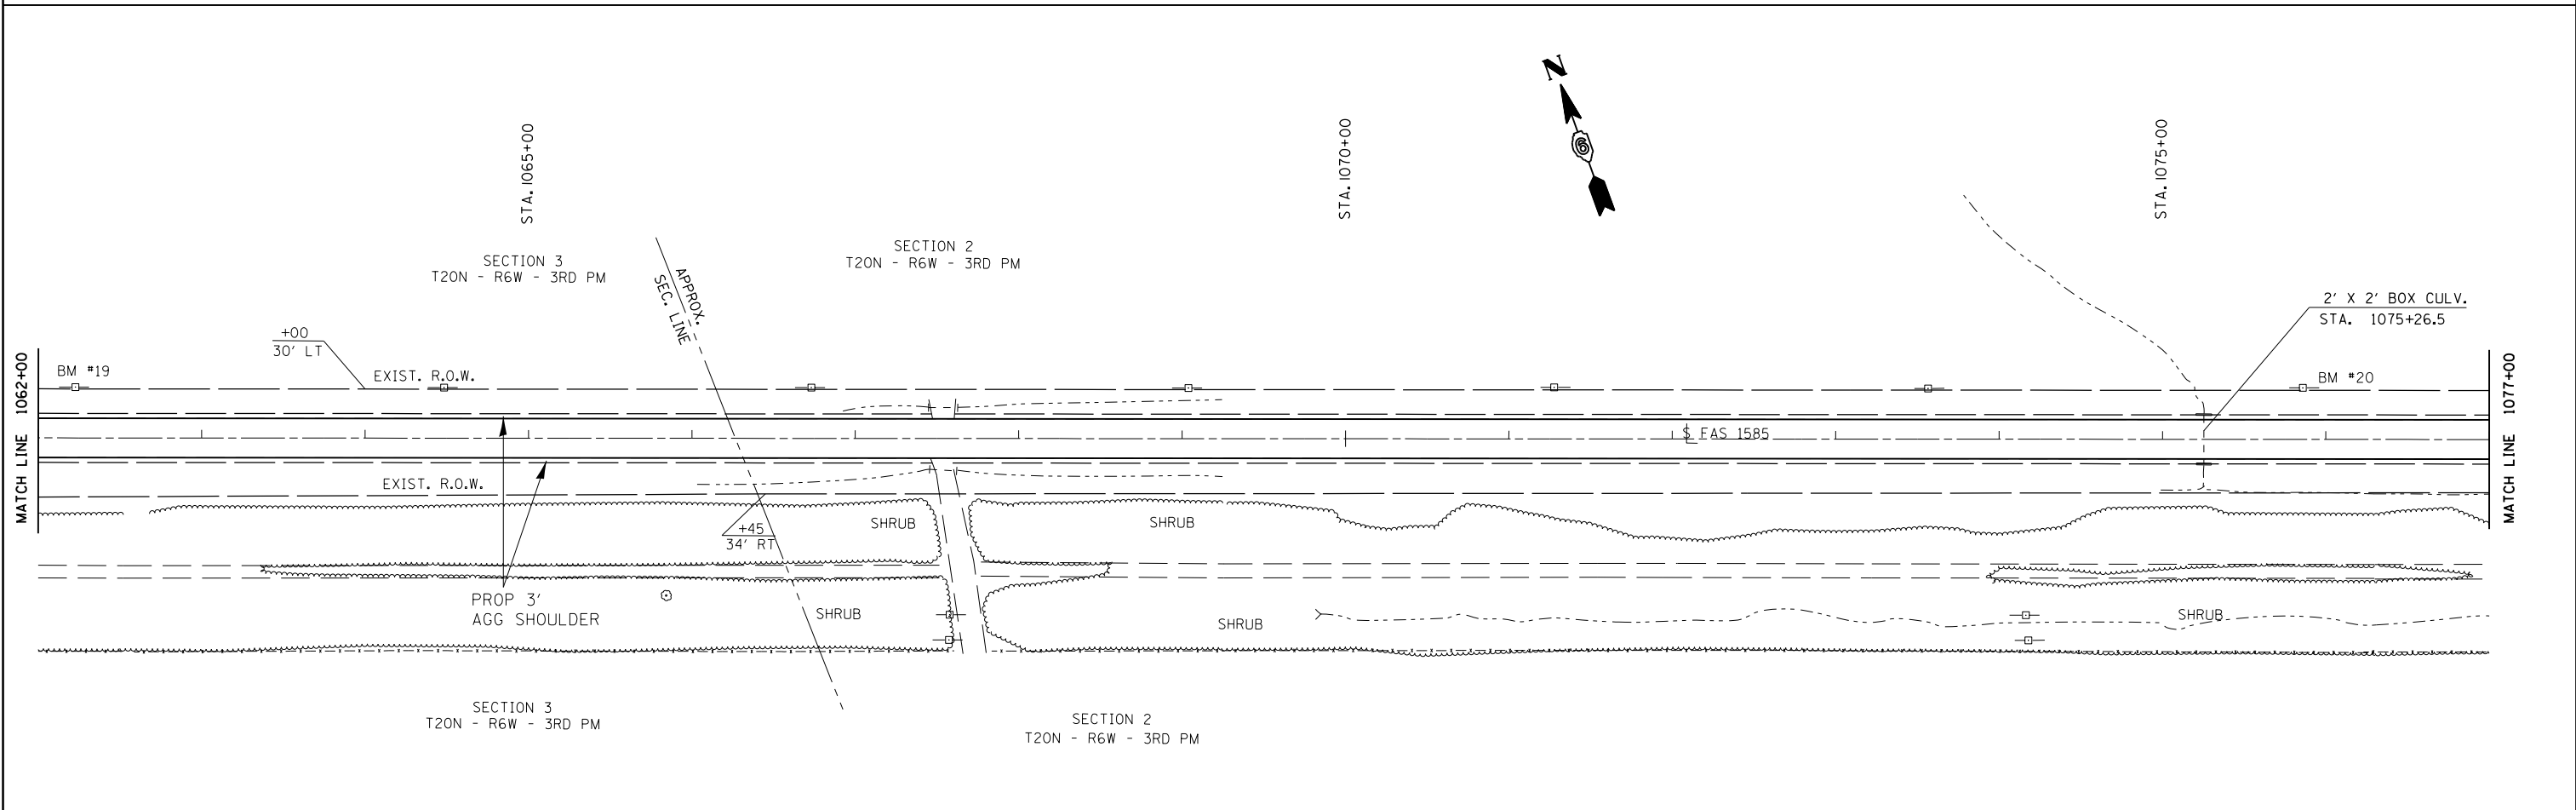 N
6
STA. 1065+00
STA. 1070+00
STA. 1075+00
SECTION 3
T20N - R6W - 3RD PM
SECTION 2
T20N - R6W - 3RD PM
APPROX.
SEC. LINE
2' X 2' BOX CULV.
STA. 1075+26.5
+00
30' LT
MATCH LINE 1062+00
BM #19
EXIST. R.O.W.
BM #20
MATCH LINE 1077+00
FAS 1585
EXIST. R.O.W.
SHRUB
SHRUB
+45
34' RT
PROP 3'
AGG SHOULDER
SHRUB
SHRUB
SHRUB
SECTION 3
T20N - R6W - 3RD PM
SECTION 2
T20N - R6W - 3RD PM